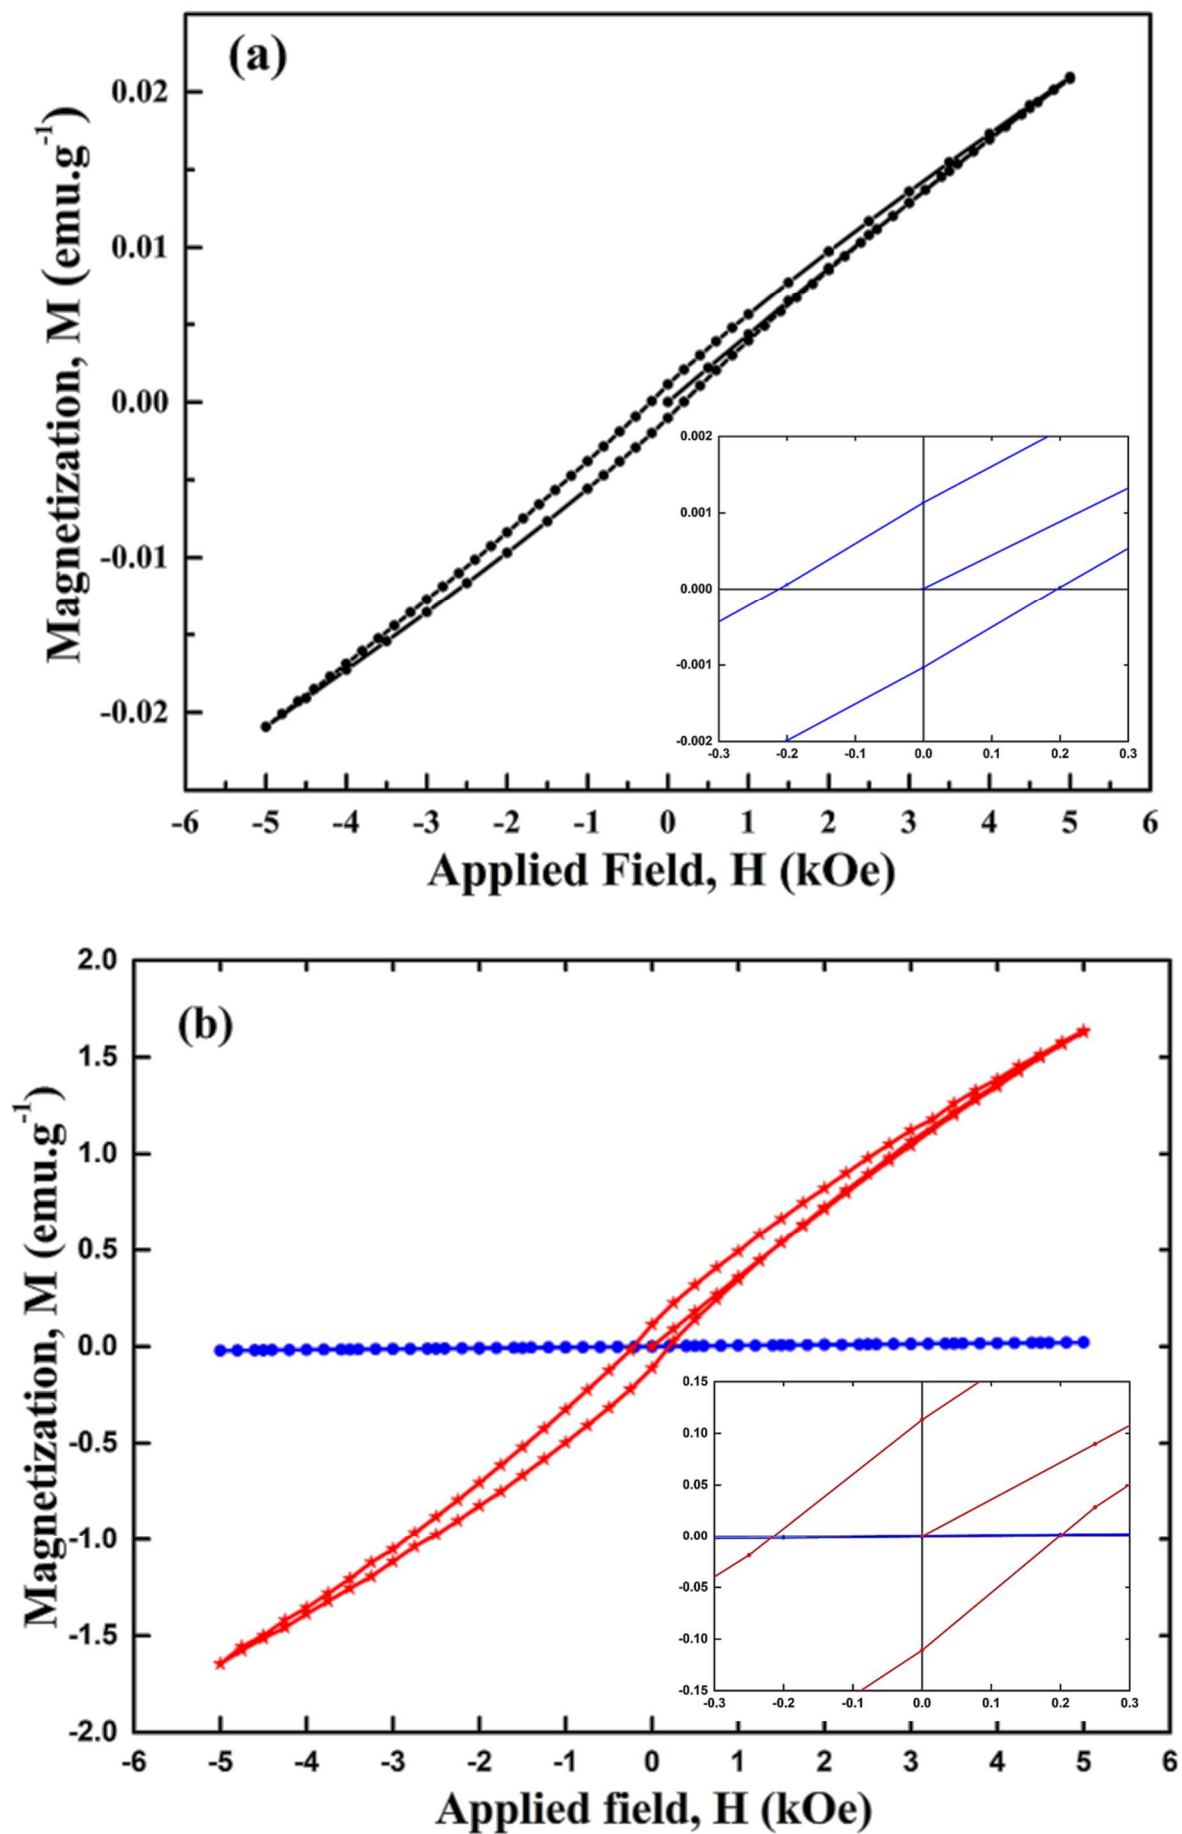 (a)
Magnetization, M (emu.g-1)
0.02
0.01
0.00
-0.01
-0.02
0.002
0.001
0.000
-0.001
-0.002
-0.3 -0.2 -0.1 0.0 0.1 0.2 0.3
-6 -5 -4 -3 -2 -1 0 1 2 3 4 5 6
Applied Field, H (kOe)
(b)
Magnetization, M (emu.g-1)
2.0
1.5
1.0
0.5
0.0
-0.5
-1.0
-1.5
-2.0
0.15
0.10
0.05
0.00
-0.05
-0.10
-0.15
-0.3 -0.2 -0.1 0.0 0.1 0.2 0.3
-6 -5 -4 -3 -2 -1 0 1 2 3 4 5 6
Applied field, H (kOe)